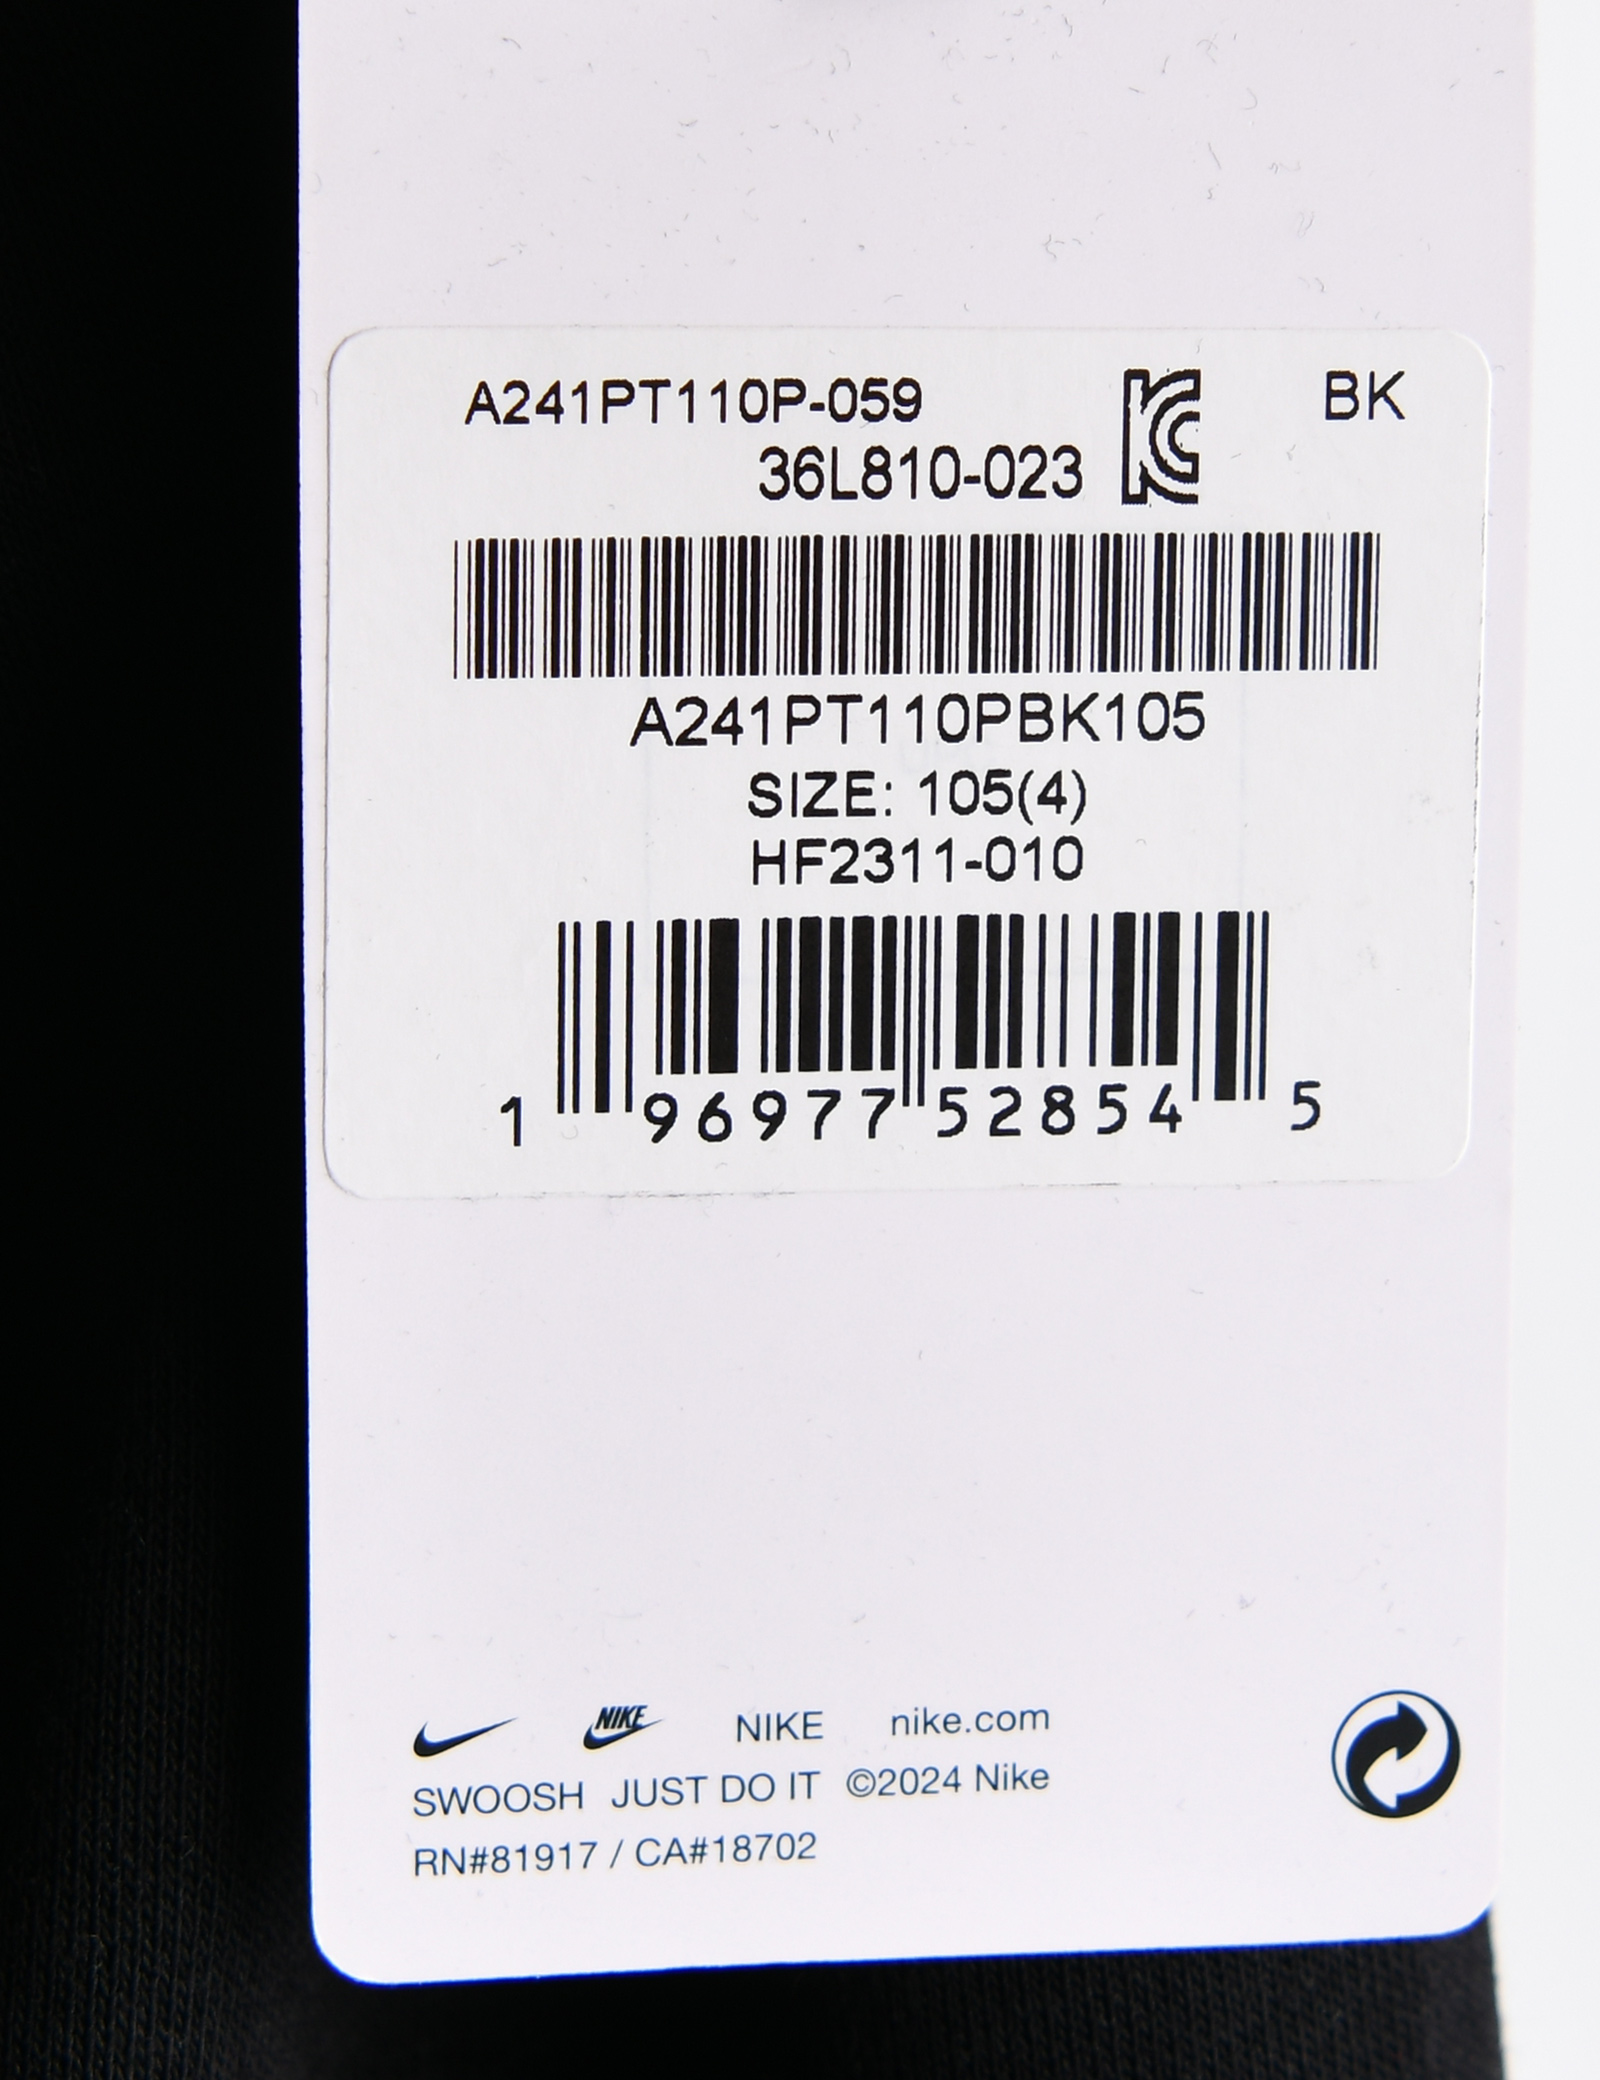 A241PT110P-059 BK
36L810-023
A241PT110PBK105
SIZE: 105(4)
HF2311-010
1 96977 52854 5
NIKE NIKE nike.com
SWOOSH JUST DO IT ©2024 Nike
RN#81917 / CA#18702